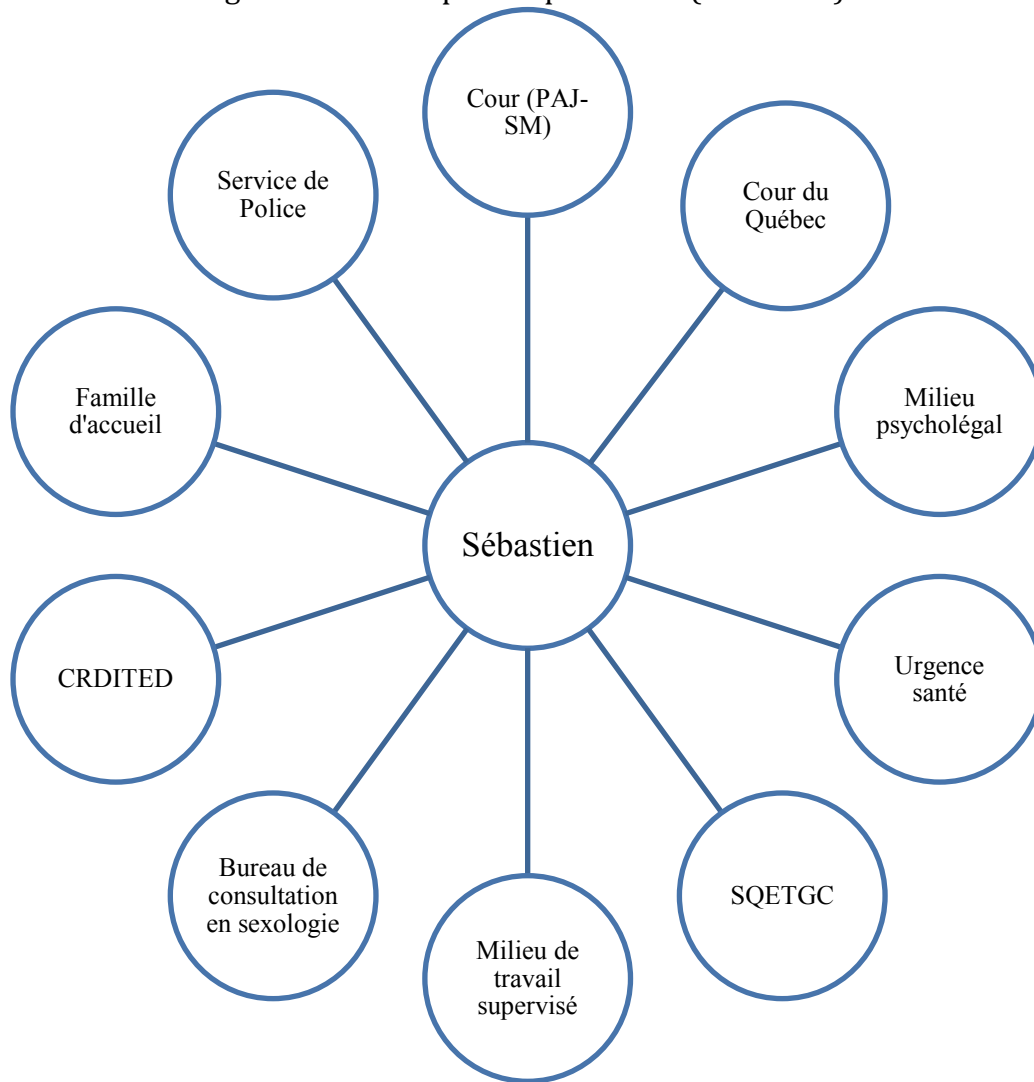 Cour (PAJ-
SM)
Service de
Police
Cour du
Québec
Famille
d'accueil
Milieu
psycholégal
Sébastien
CRDITED
Urgence
santé
Bureau de
consultation
en sexologie
SQETGC
Milieu de
travail
supervisé